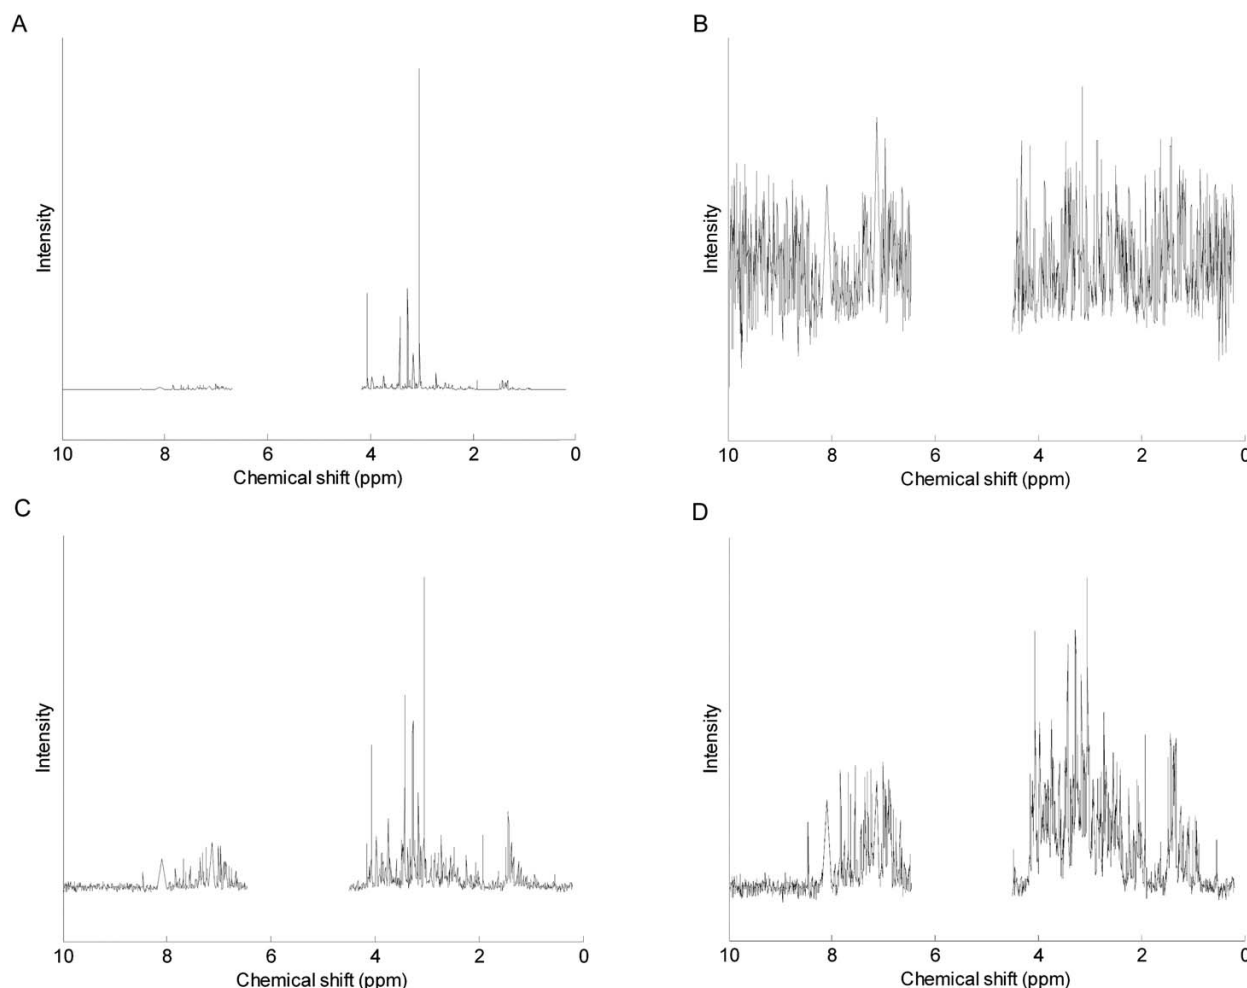 A
Intensity
10 8 6 4 2 0
Chemical shift (ppm)
B
Intensity
10 8 6 4 2 0
Chemical shift (ppm)
C
Intensity
10 8 6 4 2 0
Chemical shift (ppm)
D
Intensity
10 8 6 4 2 0
Chemical shift (ppm)